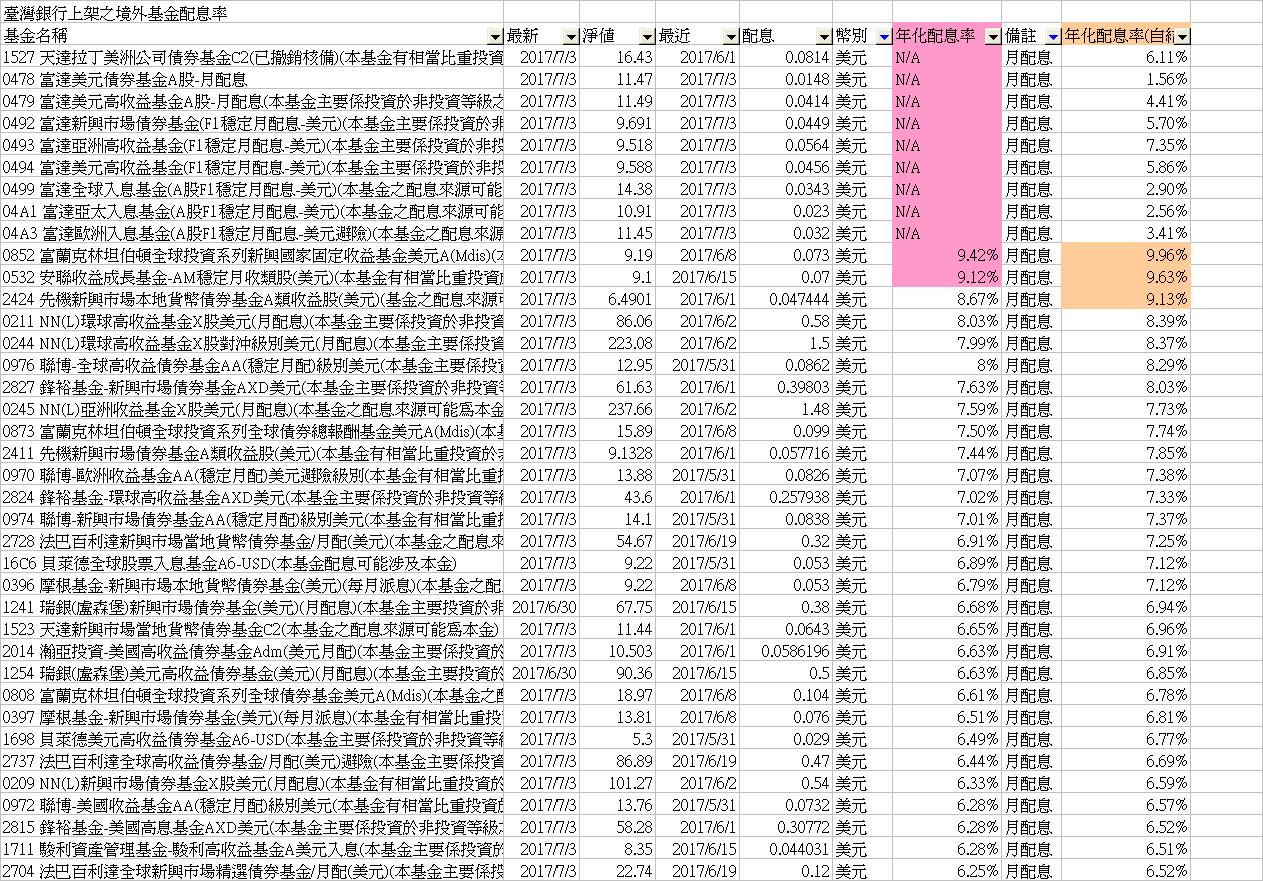 臺灣銀行上架之境外基金配息率
基金名稱 最新 淨值 最近 配息 幣別 年化配息率 備註 年化配息率(自編
1527 天達拉丁美洲公司債券基金C2(已撤銷核備)(本基金有相當比重投資 2017/7/3 16.43 2017/6/1 0.0814 美元 N/A 月配息 6.11%
0478 富達美元債券基金A股-月配息 2017/7/3 11.47 2017/7/3 0.0148 美元 N/A 月配息 1.56%
0479 富達美元高收益基金A股-月配息(本基金主要係投資於非投資等級之 2017/7/3 11.49 2017/7/3 0.0414 美元 N/A 月配息 4.41%
0492 富達新興市場債券基金(F1穩定月配息-美元)(本基金主要係投資於非 2017/7/3 9.691 2017/7/3 0.0449 美元 N/A 月配息 5.70%
0493 富達亞洲高收益基金(F1穩定月配息-美元)(本基金主要係投資於非投 2017/7/3 9.518 2017/7/3 0.0564 美元 N/A 月配息 7.35%
0494 富達美元高收益基金(F1穩定月配息-美元)(本基金主要係投資於非投 2017/7/3 9.588 2017/7/3 0.0456 美元 N/A 月配息 5.86%
0499 富達全球入息基金(A股F1穩定月配息-美元)(本基金之配息來源可能 2017/7/3 14.38 2017/7/3 0.0343 美元 N/A 月配息 2.90%
04A1 富達亞太入息基金(A股F1穩定月配息-美元)(本基金之配息來源可能 2017/7/3 10.91 2017/7/3 0.023 美元 N/A 月配息 2.56%
04A3 富達歐洲入息基金(A股F1穩定月配息-美元避險)(本基金之配息來源 2017/7/3 11.45 2017/7/3 0.032 美元 N/A 月配息 3.41%
0852 富蘭克林坦伯頓全球投資系列新興國家固定收益基金美元A(Mdis)(本 2017/7/3 9.19 2017/6/8 0.073 美元 9.42% 月配息 9.96%
0532 安聯收益成長基金-AM穩定月收類股(美元)(本基金有相當比重投資於 2017/7/3 9.1 2017/6/15 0.07 美元 9.12% 月配息 9.63%
2424 先機新興市場本地貨幣債券基金A類收益股(美元)(基金之配息來源可 2017/7/3 6.4901 2017/6/1 0.047444 美元 8.67% 月配息 9.13%
0211 NN(L)環球高收益基金X股美元(月配息)(本基金主要係投資於非投資 2017/7/3 86.06 2017/6/2 0.58 美元 8.03% 月配息 8.39%
0244 NN(L)環球高收益基金X股對沖級別美元(月配息)(本基金主要係投資 2017/7/3 223.08 2017/6/2 1.5 美元 7.99% 月配息 8.37%
0976 聯博-全球高收益債券基金AA(穩定月配)級別美元(本基金主要係投資 2017/7/3 12.95 2017/5/31 0.0862 美元 8% 月配息 8.29%
2827 鋒裕基金-新興市場債券基金AXD美元(本基金主要係投資於非投資等 2017/7/3 61.63 2017/6/1 0.39803 美元 7.63% 月配息 8.03%
0245 NN(L)亞洲收益基金X股美元(月配息)(本基金之配息來源可能為本金 2017/7/3 237.66 2017/6/2 1.48 美元 7.59% 月配息 7.73%
0873 富蘭克林坦伯頓全球投資系列全球債券總報酬基金美元A(Mdis)(本基 2017/7/3 15.89 2017/6/8 0.099 美元 7.50% 月配息 7.74%
2411 先機新興市場債券基金A類收益股(美元)(本基金有相當比重投資於非 2017/7/3 9.1328 2017/6/1 0.057716 美元 7.44% 月配息 7.85%
0970 聯博-歐洲收益基金AA(穩定月配)美元避險級別(本基金有相當比重投 2017/7/3 13.88 2017/5/31 0.0826 美元 7.07% 月配息 7.38%
2824 鋒裕基金-環球高收益基金AXD美元(本基金主要係投資於非投資等級 2017/7/3 43.6 2017/6/1 0.257938 美元 7.02% 月配息 7.33%
0974 聯博-新興市場債券基金AA(穩定月配)級別美元(本基金有相當比重投 2017/7/3 14.1 2017/5/31 0.0838 美元 7.01% 月配息 7.37%
2728 法巴百利達新興市場當地貨幣債券基金/月配(美元)(本基金之配息來 2017/7/3 54.67 2017/6/19 0.32 美元 6.91% 月配息 7.25%
16C6 貝萊德全球股票入息基金A6-USD(本基金配息可能涉及本金) 2017/7/3 9.22 2017/5/31 0.053 美元 6.89% 月配息 7.12%
0396 摩根基金-新興市場本地貨幣債券基金(美元)(每月派息)(本基金之配 2017/7/3 9.22 2017/6/8 0.053 美元 6.79% 月配息 7.12%
1241 瑞銀(盧森堡)新興市場債券基金(美元)(月配息)(本基金主要投資於非 2017/6/30 67.75 2017/6/15 0.38 美元 6.68% 月配息 6.94%
1523 天達新興市場當地貨幣債券基金C2(本基金之配息來源可能為本金) 2017/7/3 11.44 2017/6/1 0.0643 美元 6.65% 月配息 6.96%
2014 瀚亞投資-美國高收益債券基金Adm(美元月配)(本基金主要係投資於 2017/7/3 10.503 2017/6/1 0.0586196 美元 6.63% 月配息 6.91%
1254 瑞銀(盧森堡)美元高收益債券基金(美元)(月配息)(本基金主要投資於 2017/6/30 90.36 2017/6/15 0.5 美元 6.63% 月配息 6.85%
0808 富蘭克林坦伯頓全球投資系列全球債券基金美元A(Mdis)(本基金之配 2017/7/3 18.97 2017/6/8 0.104 美元 6.61% 月配息 6.78%
0397 摩根基金-新興市場債券基金(美元)(每月派息)(本基金有相當比重投 2017/7/3 13.81 2017/6/8 0.076 美元 6.51% 月配息 6.81%
1698 貝萊德美元高收益債券基金A6-USD(本基金主要係投資於非投資等級 2017/7/3 5.3 2017/5/31 0.029 美元 6.49% 月配息 6.77%
2737 法巴百利達全球高收益債券基金/月配(美元)避險(本基金主要係投資 2017/7/3 86.89 2017/6/19 0.47 美元 6.44% 月配息 6.69%
0209 NN(L)新興市場債券基金X股美元(月配息)(本基金有相當比重投資於 2017/7/3 101.27 2017/6/2 0.54 美元 6.33% 月配息 6.59%
0972 聯博-美國收益基金AA(穩定月配)級別美元(本基金有相當比重投資於 2017/7/3 13.76 2017/5/31 0.0732 美元 6.28% 月配息 6.57%
2815 鋒裕基金-美國高息基金AXD美元(本基金主要係投資於非投資等級 2017/7/3 58.28 2017/6/1 0.30772 美元 6.28% 月配息 6.52%
1711 駿利資產管理基金-駿利高收益基金A美元入息(本基金主要係投資於 2017/7/3 8.35 2017/6/15 0.044031 美元 6.28% 月配息 6.51%
2704 法巴百利達全球新興市場精選債券基金/月配(美元)(本基金主要係投 2017/7/3 22.74 2017/6/19 0.12 美元 6.25% 月配息 6.52%